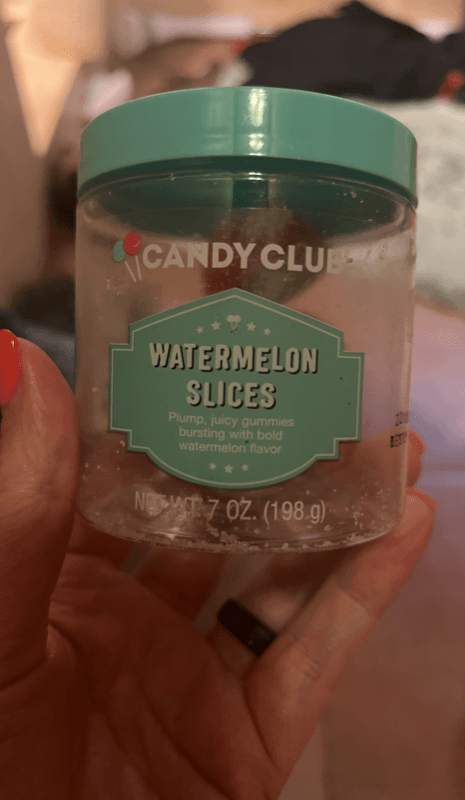 CANDY CLUB
WATERMELON
SLICES
Plump, juicy gummies
bursting with bold
watermelon flavor
NET WT. 7 OZ. (198 g)